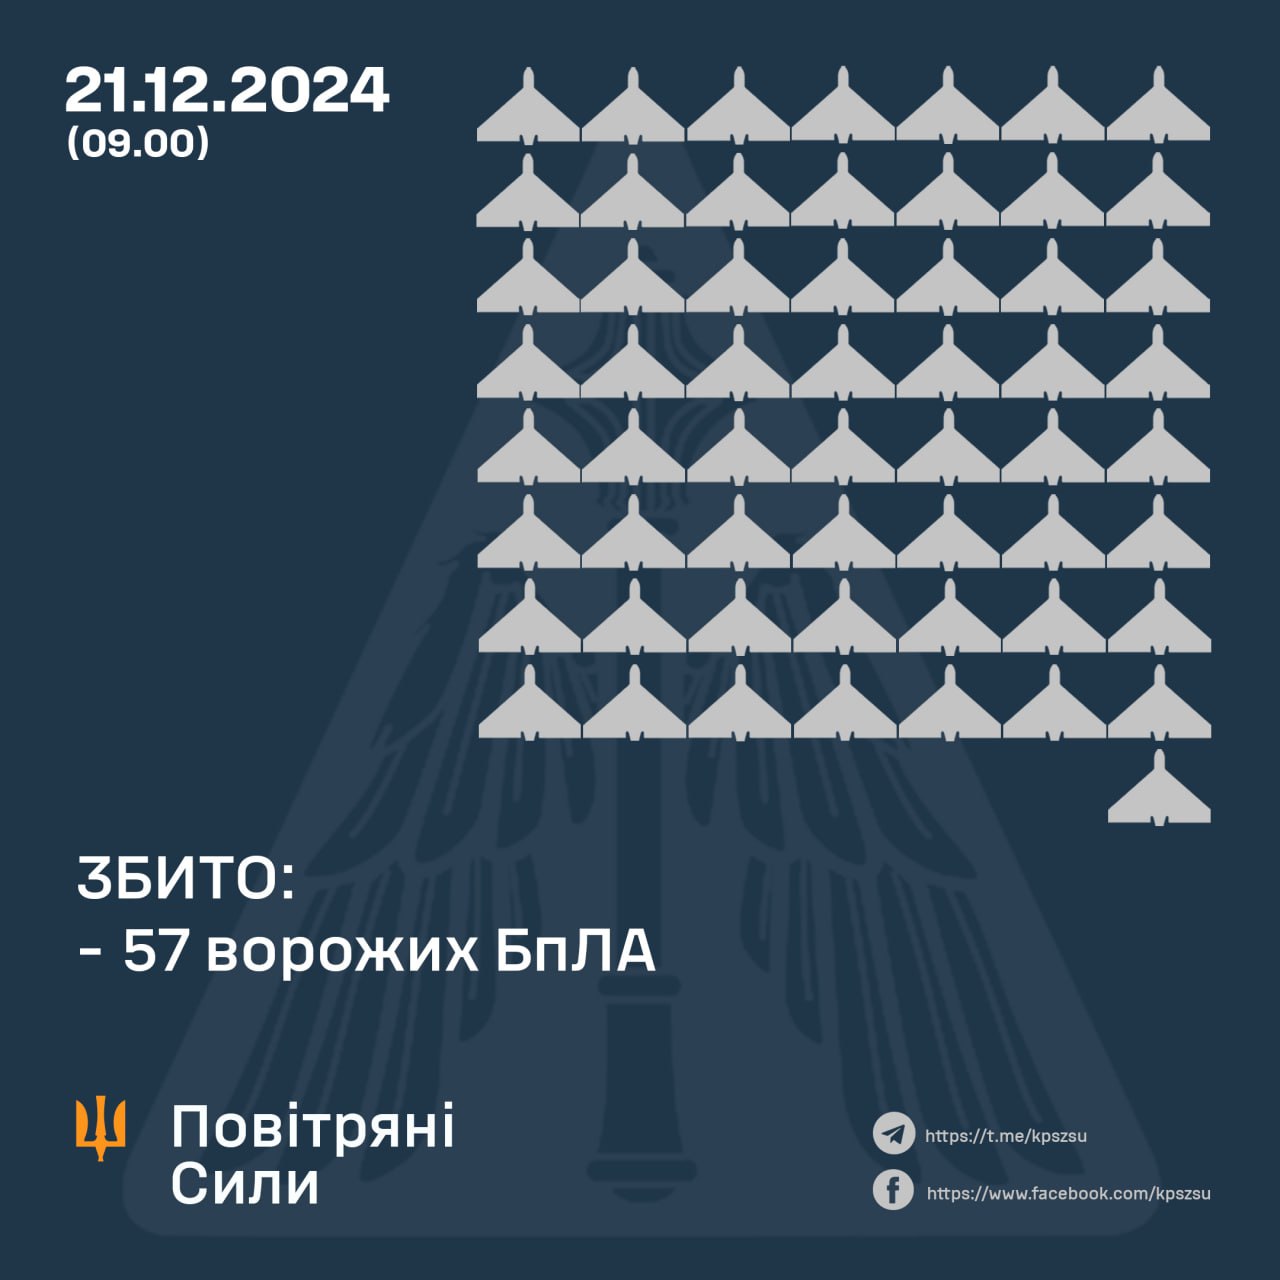 21.12.2024
(09.00)
ЗБИТО:
- 57 ворожих БпЛА
Повітряні
Сили
https://t.me/kpszsu
https://www.facebook.com/kpszsu